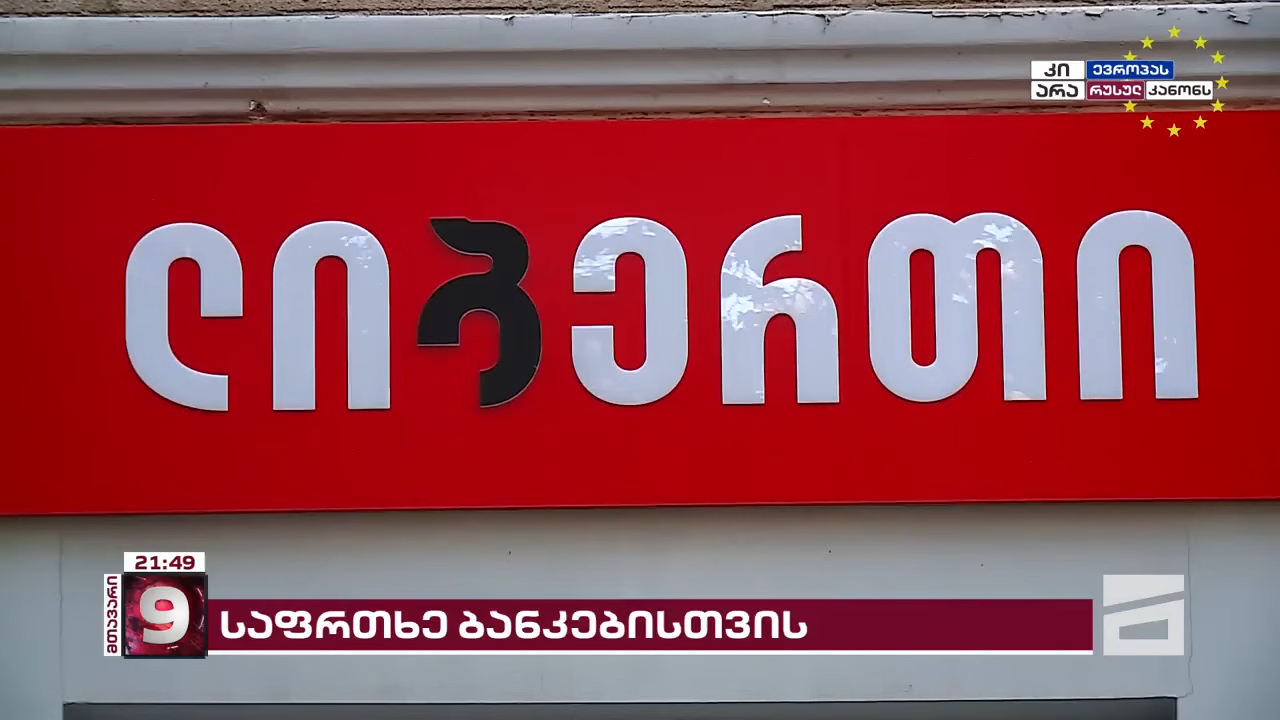 კი ევროპას
არა რუსულ კანონს
ლიბერთი
21:49
მთავარი
9
საფრთხე ბანკებისთვის